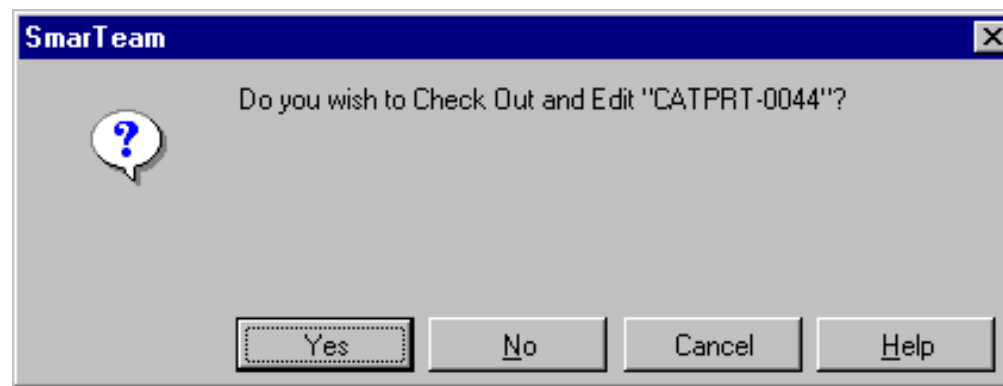 SmarTeam
Do you wish to Check Out and Edit "CATPRT-0044"?
?
Yes
No
Cancel
Help